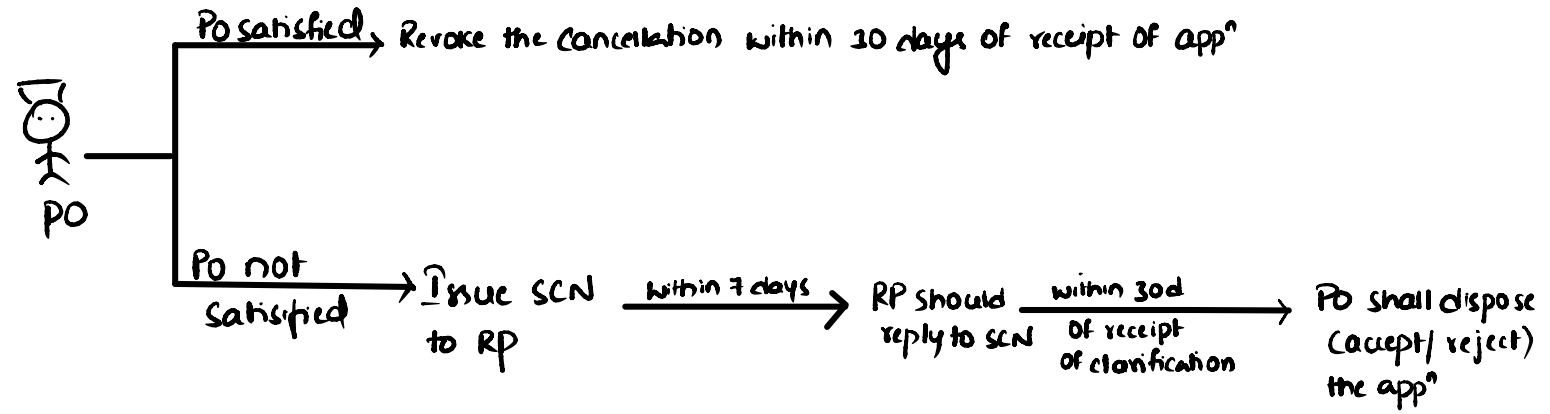 PO satisfied
Revoke the cancellation within 30 days of receipt of appⁿ
PO
PO not
satisfied
Issue SCN
to RP
within 7 days
RP should
reply to SCN
within 30d
of receipt
of clarification
PO shall dispose
(accept/reject)
the appⁿ